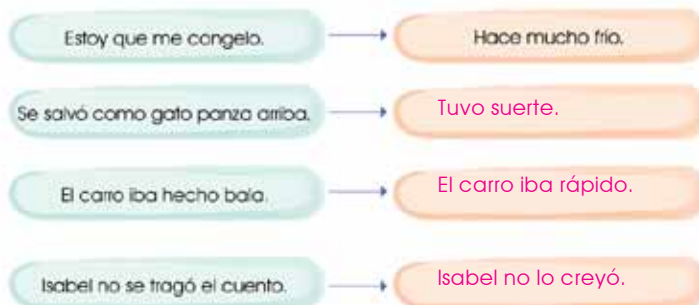 Estoy que me congelo.
Hace mucho frío.
Se salvó como gato panza arriba.
Tuvo suerte.
El carro iba hecho bala.
El carro iba rápido.
Isabel no se tragó el cuento.
Isabel no lo creyó.